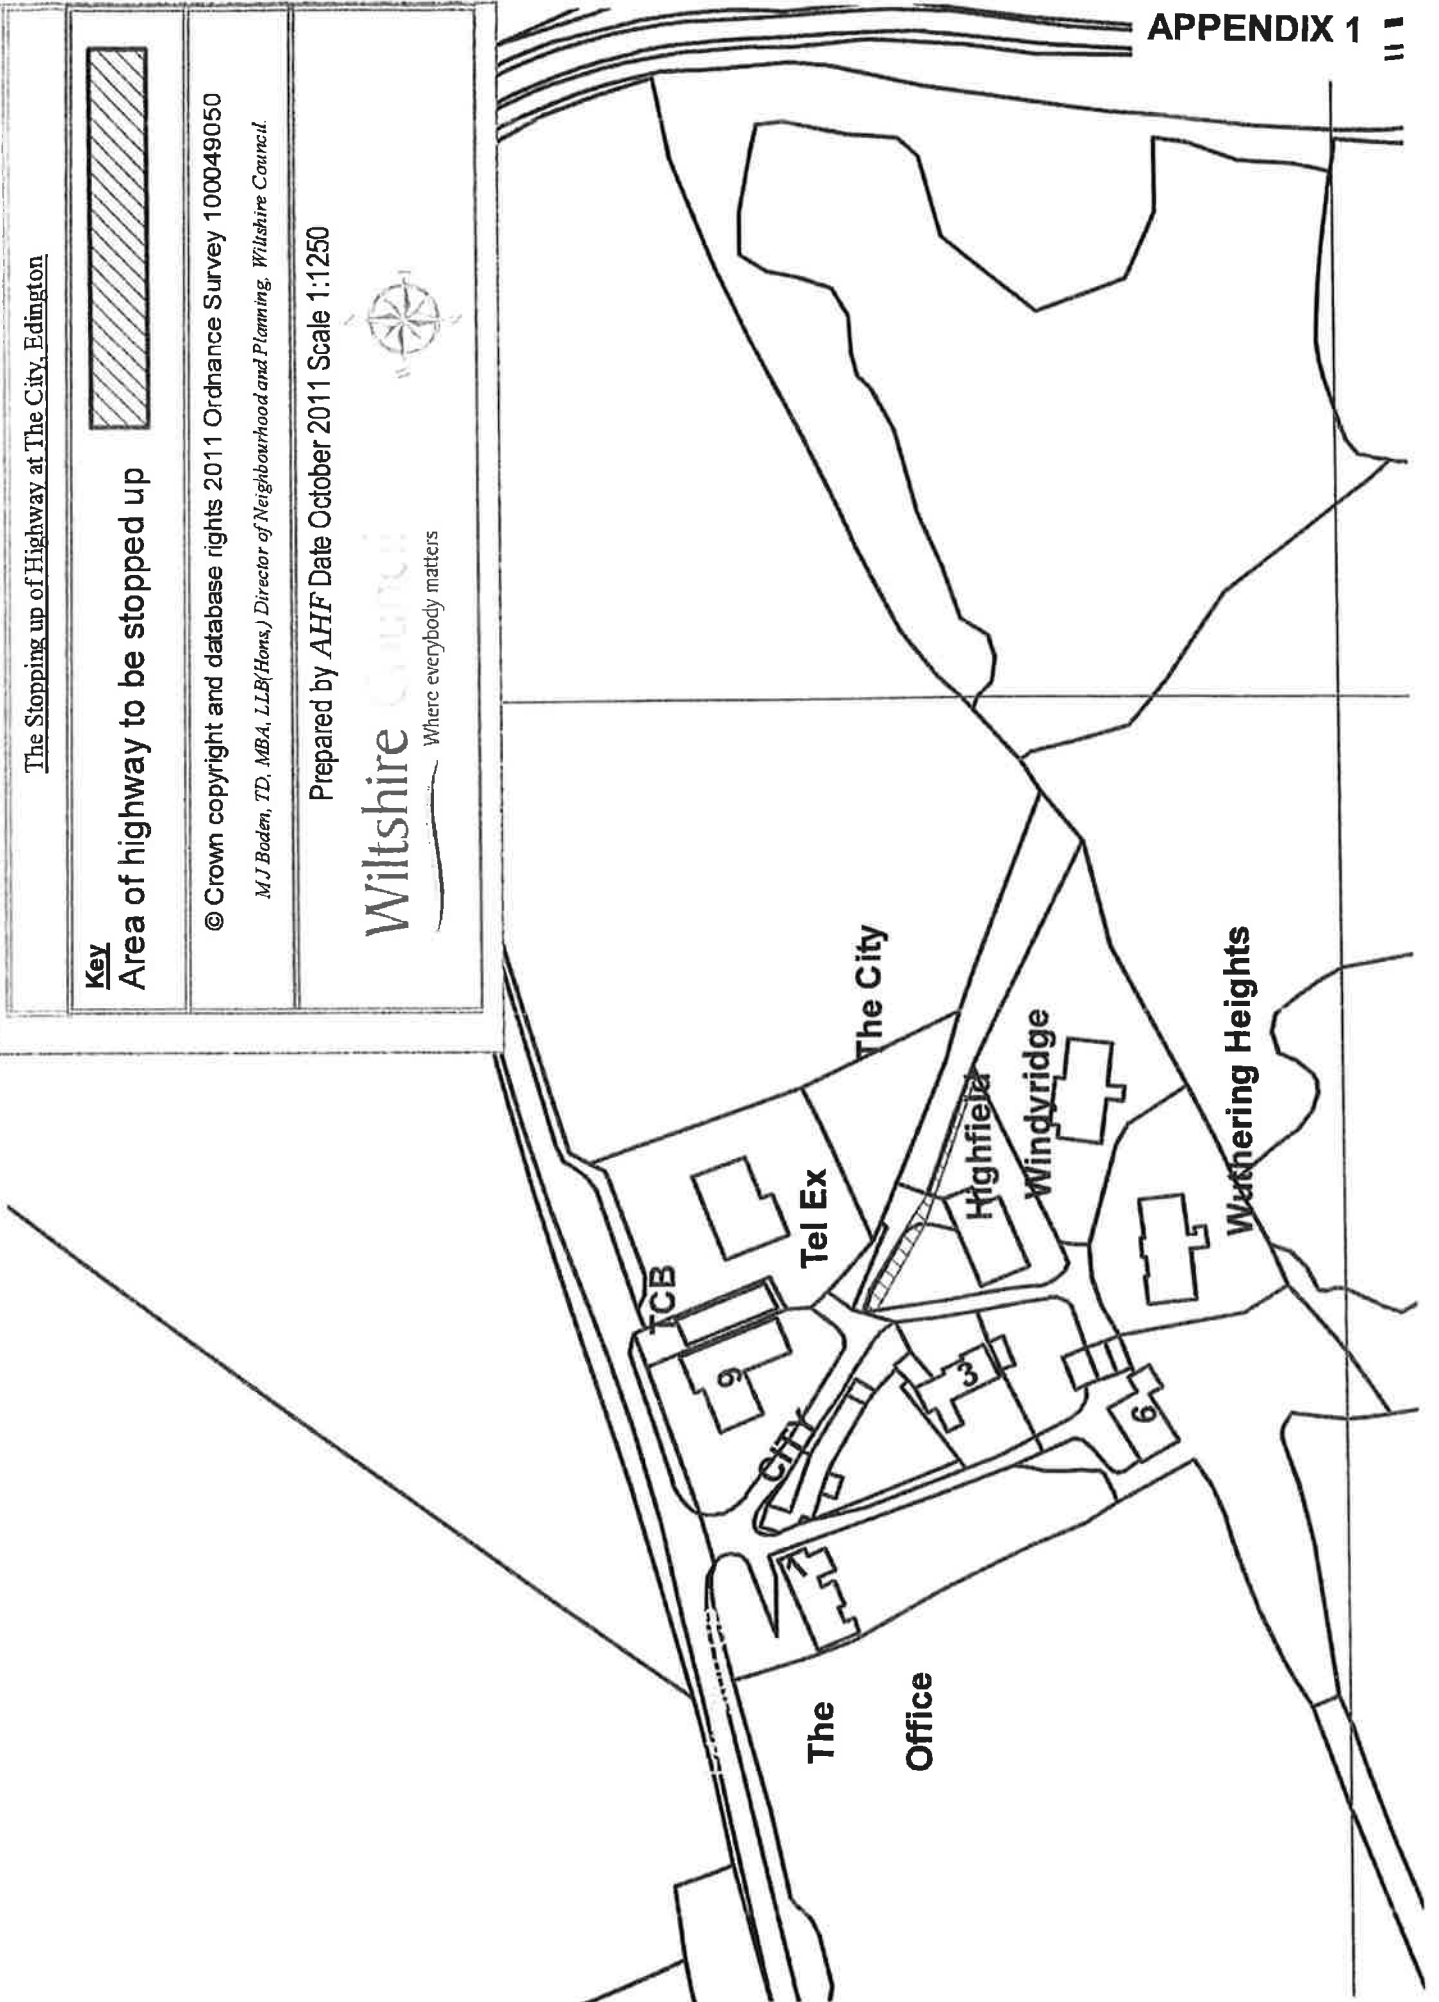 APPENDIX 1
The Stopping up of Highway at The City, Edington
Key
Area of highway to be stopped up
© Crown copyright and database rights 2011 Ordnance Survey 100049050
M J Boden, TD, MBA, LLB(Hons,) Director of Neighbourhood and Planning, Wiltshire Council.
Prepared by AHF Date October 2011 Scale 1:1250
Wiltshire Council
Where everybody matters
The City
Tel Ex
TCB
Highfield
Windyridge
Wuthering Heights
9
CITY
3
6
1
The
Office